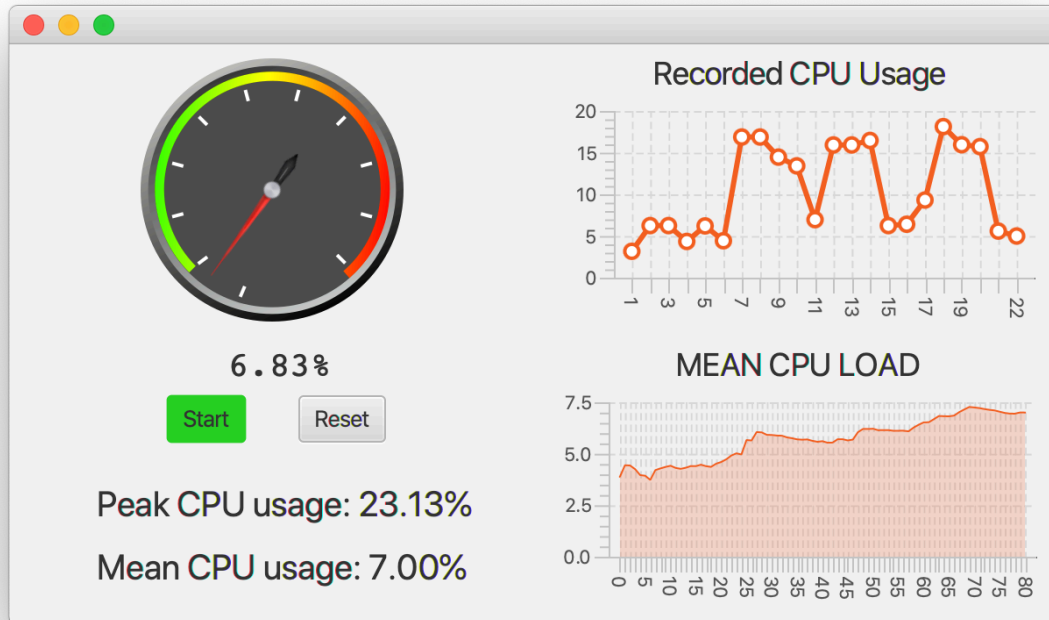 6.83%
Start Reset
Peak CPU usage: 23.13%
Mean CPU usage: 7.00%
Recorded CPU Usage
20
15
10
5
0
1 3 5 7 9 11 13 15 17 19 22
MEAN CPU LOAD
7.5
5.0
2.5
0.0
0 5 10 15 20 25 30 35 40 45 50 55 60 65 70 75 80